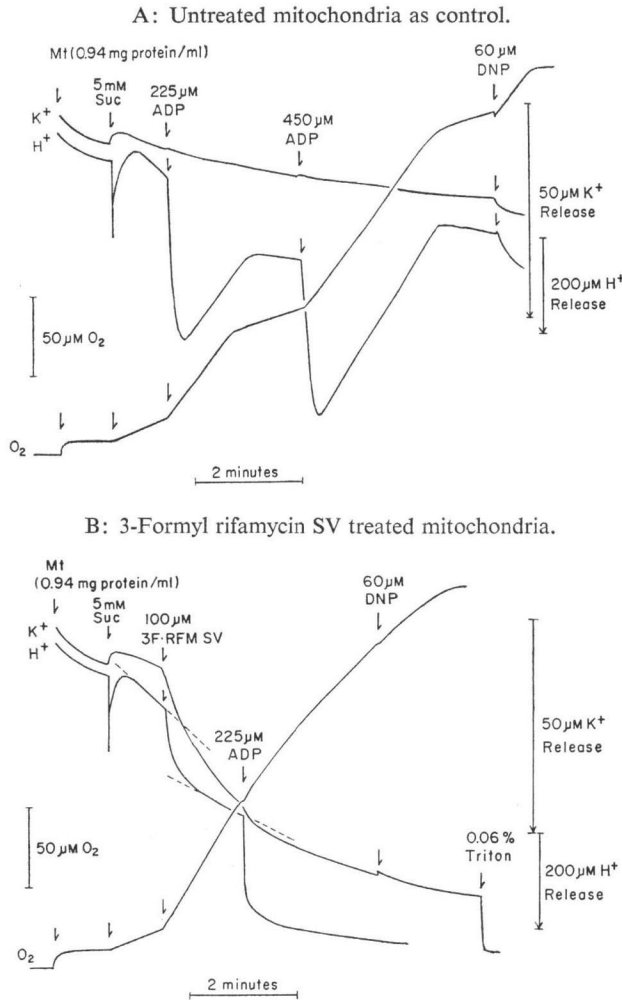 A: Untreated mitochondria as control.
Mt (0.94 mg protein/ml)
5mM
Suc
225µM
ADP
450µM
ADP
60µM
DNP
K+
H+
50µM K+
Release
200µM H+
Release
50µM O2
O2
2 minutes
B: 3-Formyl rifamycin SV treated mitochondria.
Mt
(0.94 mg protein/ml)
5mM
Suc
100µM
3F·RFM SV
60µM
DNP
K+
H+
225µM
ADP
50µM K+
Release
50µM O2
0.06%
Triton
200µM H+
Release
O2
2 minutes